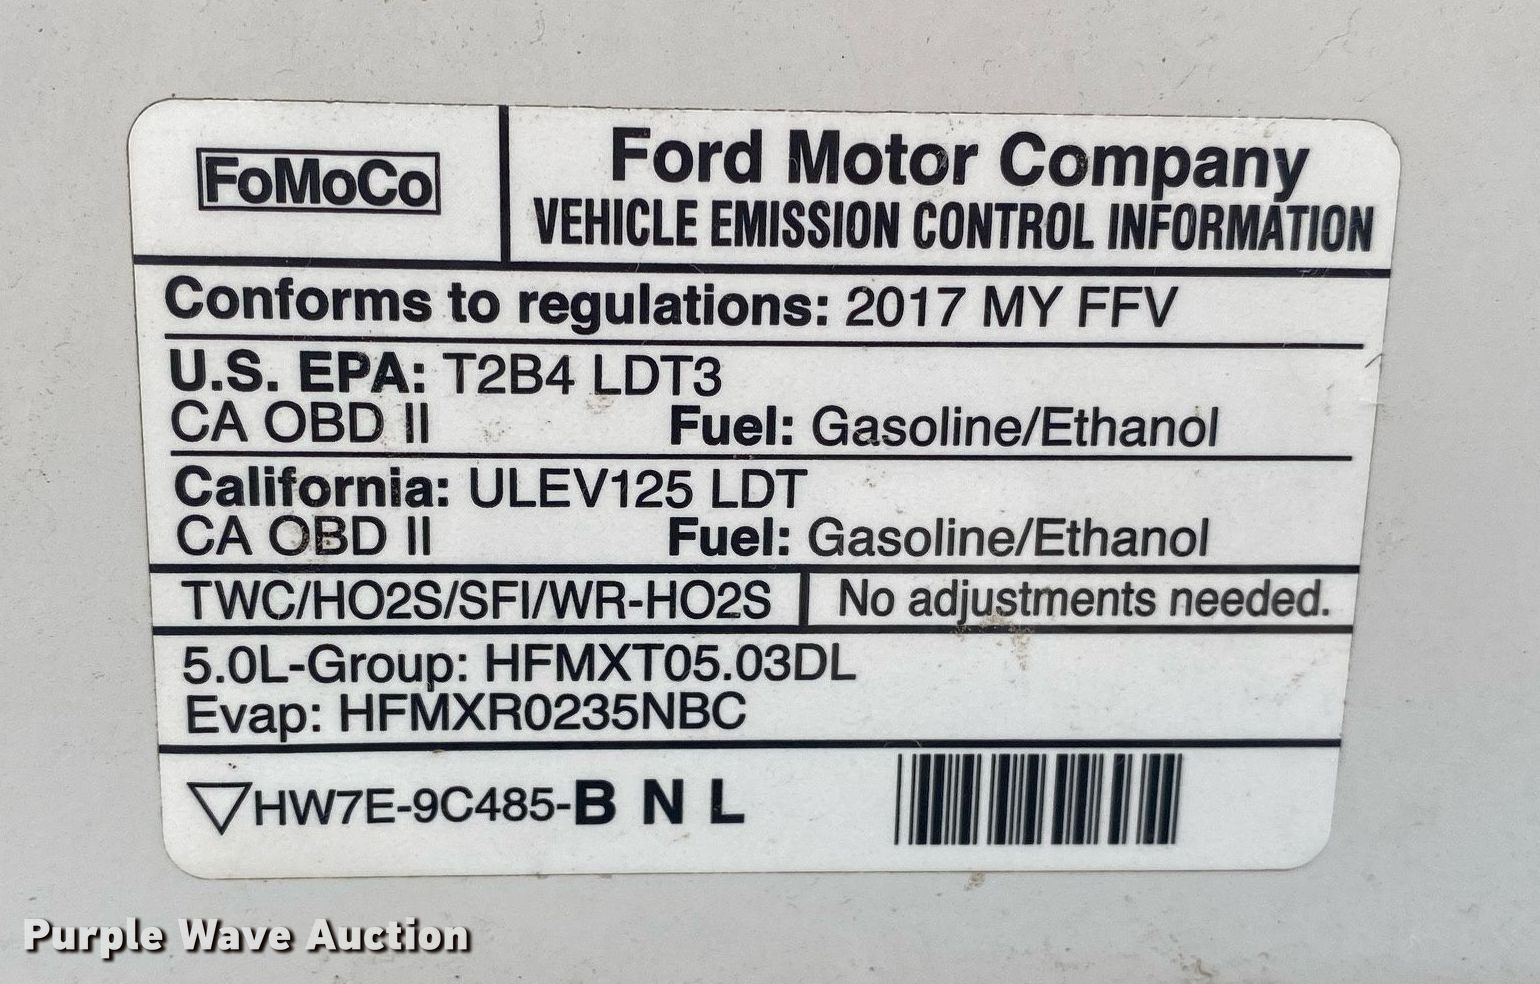 FoMoCo
Ford Motor Company
VEHICLE EMISSION CONTROL INFORMATION
Conforms to regulations: 2017 MY FFV
U.S. EPA: T2B4 LDT3
CA OBD II Fuel: Gasoline/Ethanol
California: ULEV125 LDT
CA OBD II Fuel: Gasoline/Ethanol
TWC/HO2S/SFI/WR-HO2S No adjustments needed.
5.0L-Group: HFMXT05.03DL
Evap: HFMXR0235NBC
HW7E-9C485-B N L
Purple Wave Auction